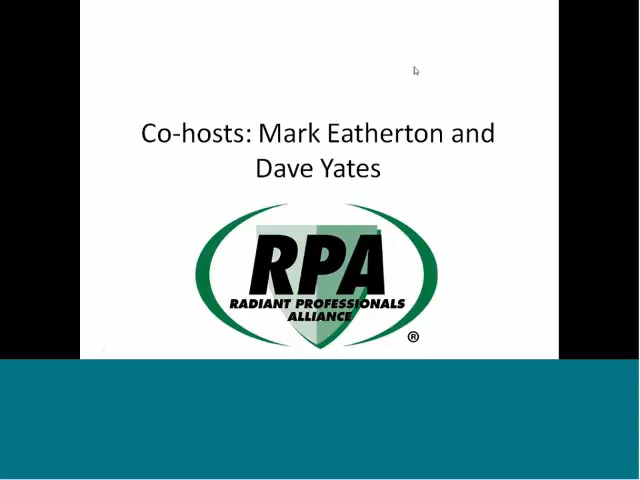 Co-hosts: Mark Eatherton and
Dave Yates
RPA
RADIANT PROFESSIONALS
ALLIANCE
®